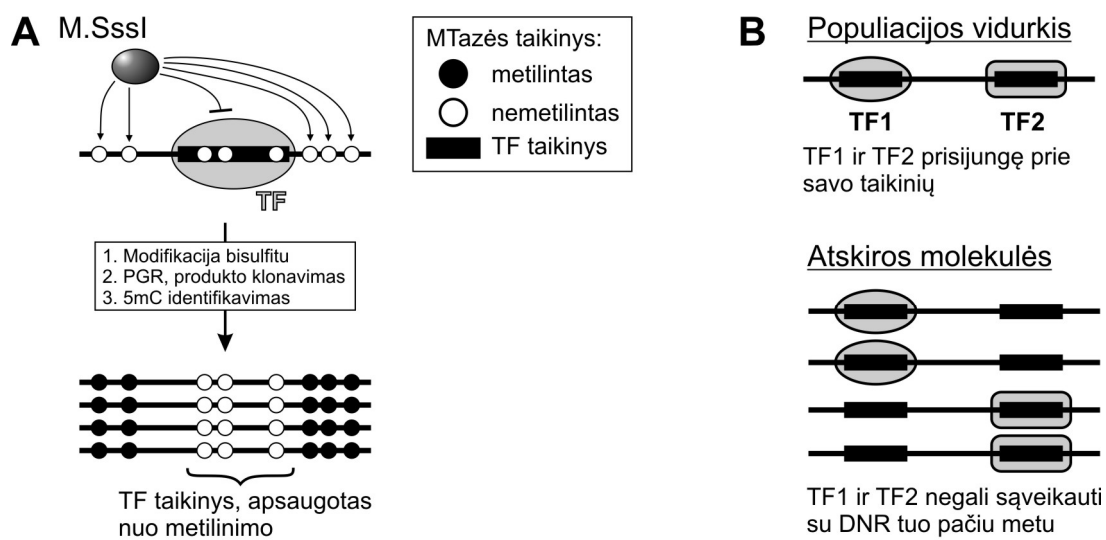 A M.SssI
MTazės taikinys:
metilintas
nemetilintas
TF taikinys
TF
1. Modifikacija bisulfitu
2. PGR, produkto klonavimas
3. 5mC identifikavimas
TF taikinys, apsaugotas
nuo metilinimo
B Populiacijos vidurkis
TF1 TF2
TF1 ir TF2 prisijungę prie
savo taikinių
Atskiros molekulės
TF1 ir TF2 negali sąveikauti
su DNR tuo pačiu metu